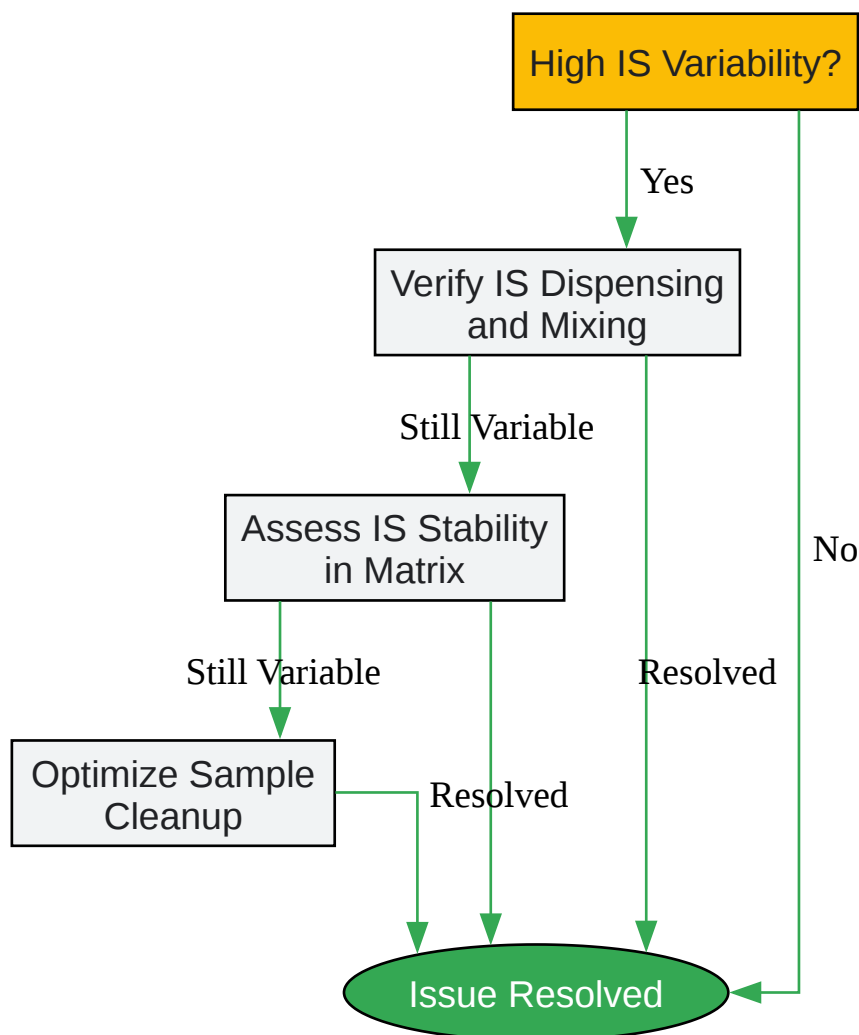 High IS Variability?
Yes
Verify IS Dispensing
and Mixing
Still Variable
Assess IS Stability
in Matrix
No
Still Variable
Resolved
Optimize Sample
Cleanup
Resolved
Issue Resolved